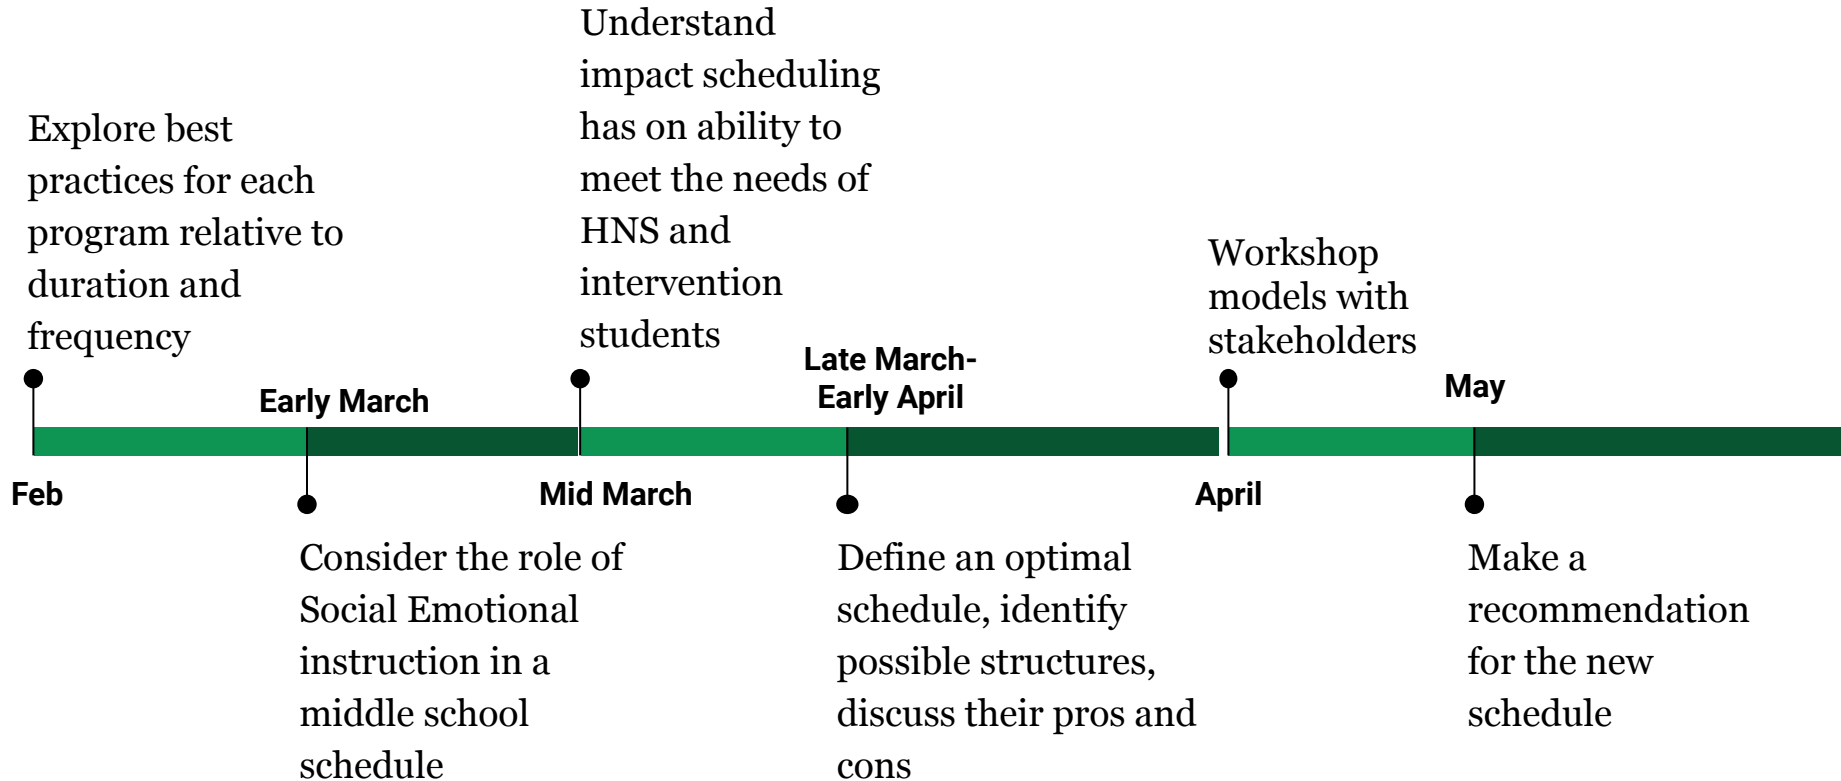 Explore best
practices for each
program relative to
duration and
frequency
Feb
Early March
Consider the role of
Social Emotional
instruction in a
middle school
schedule
Understand
impact scheduling
has on ability to
meet the needs of
HNS and
intervention
students
Mid March
Late March-
Early April
Define an optimal
schedule, identify
possible structures,
discuss their pros and
cons
Workshop
models with
stakeholders
April
May
Make a
recommendation
for the new
schedule